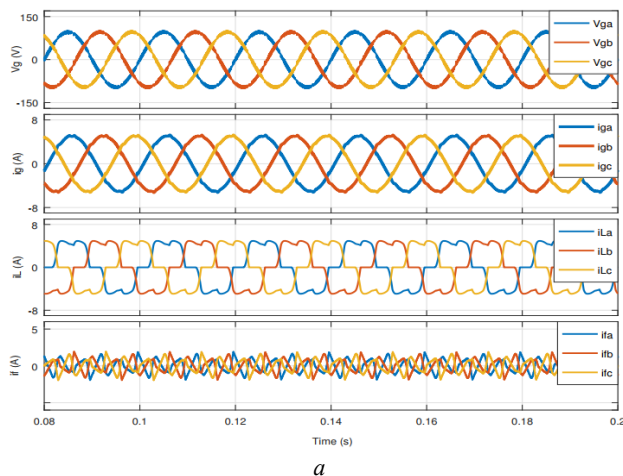 150
0
-150
Vg (V)
Vga
Vgb
Vgc
8
0
-8
ig (A)
iga
igb
igc
8
0
-8
iL (A)
iLa
iLb
iLc
5
0
if (A)
ifa
ifb
ifc
0.08 0.1 0.12 0.14 0.16 0.18 0.2
Time (s)
a